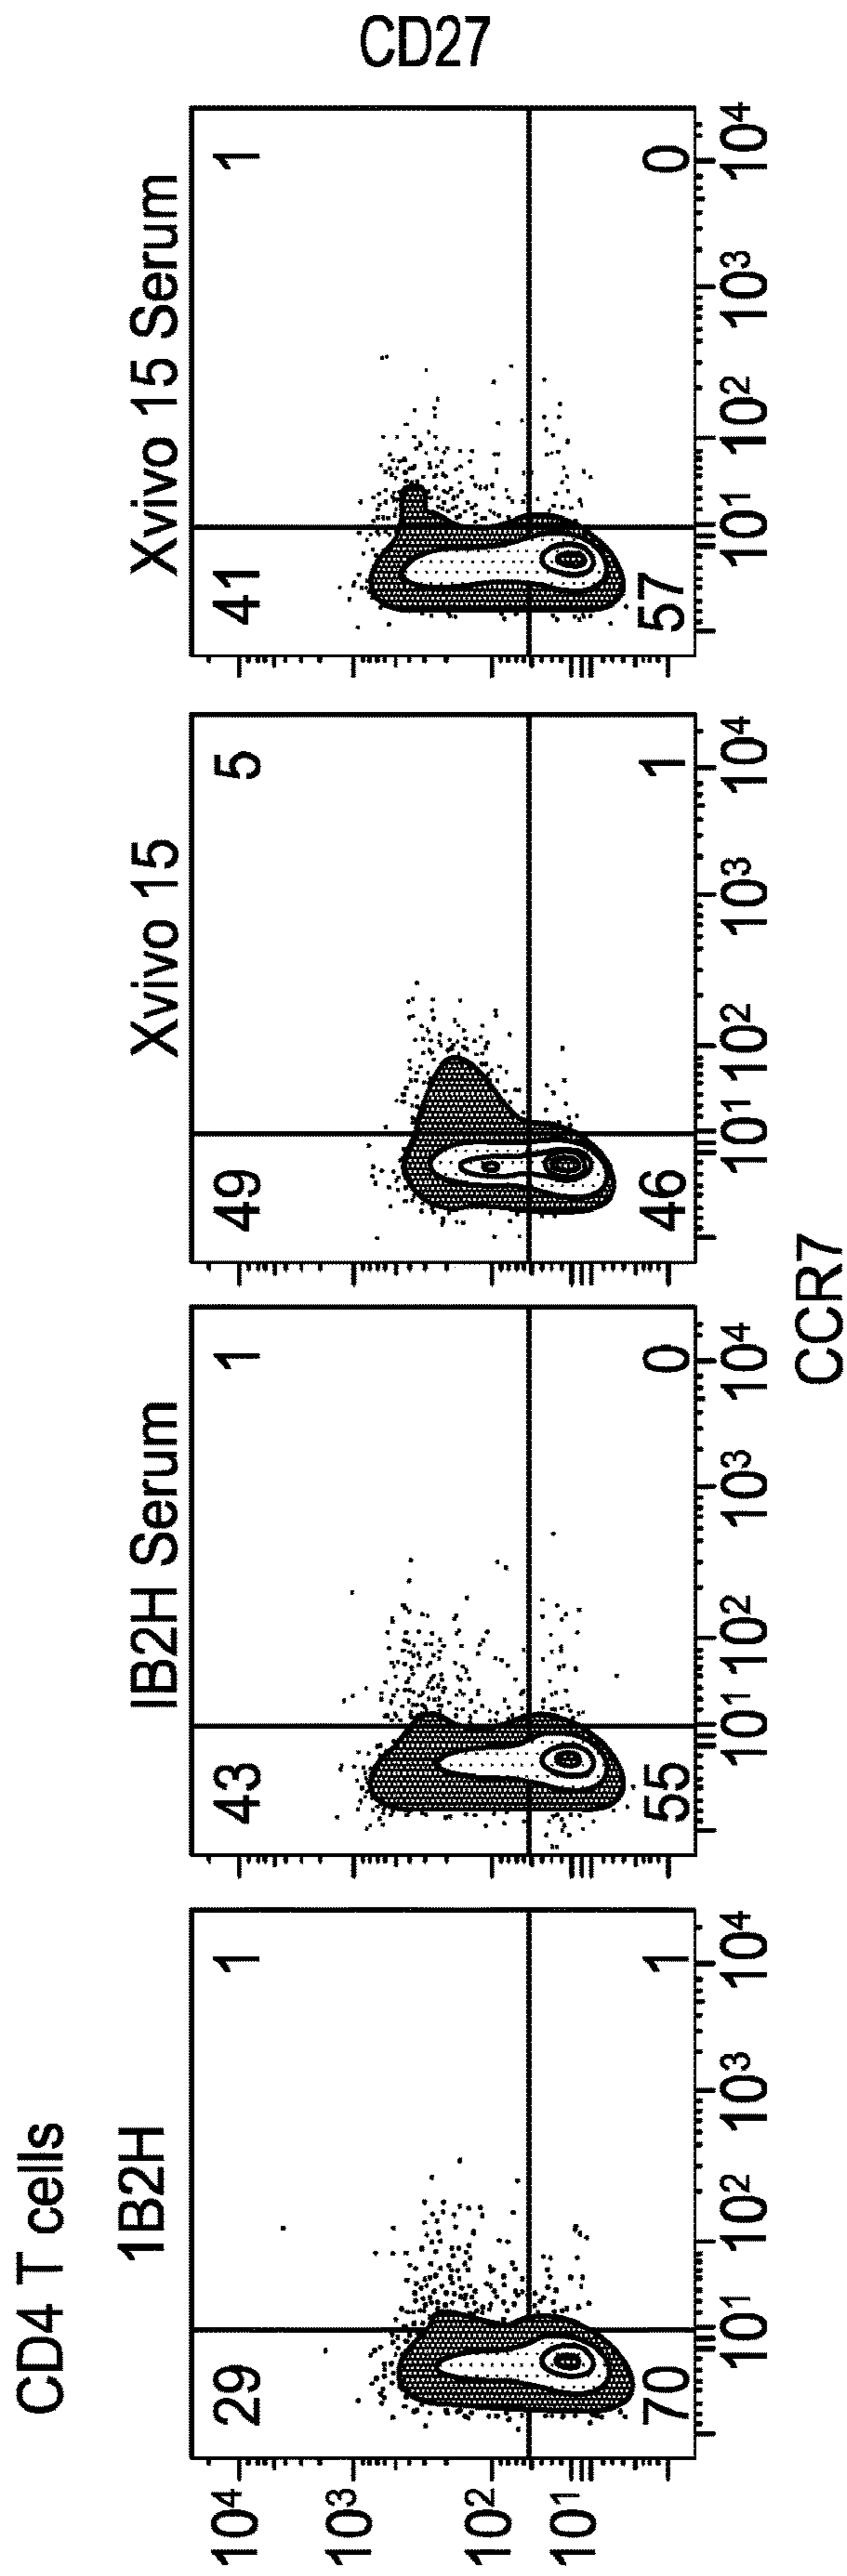 CD4 T cells
1B2H IB2H Serum Xvivo 15 Xvivo 15 Serum
10⁴ 29 1 43 1 49 5 41 1
10³
10²
10¹
CD27
70 1 55 0 46 1 57 0
10¹ 10² 10³ 10⁴ 10¹ 10² 10³ 10⁴ 10¹ 10² 10³ 10⁴ 10¹ 10² 10³ 10⁴
CCR7